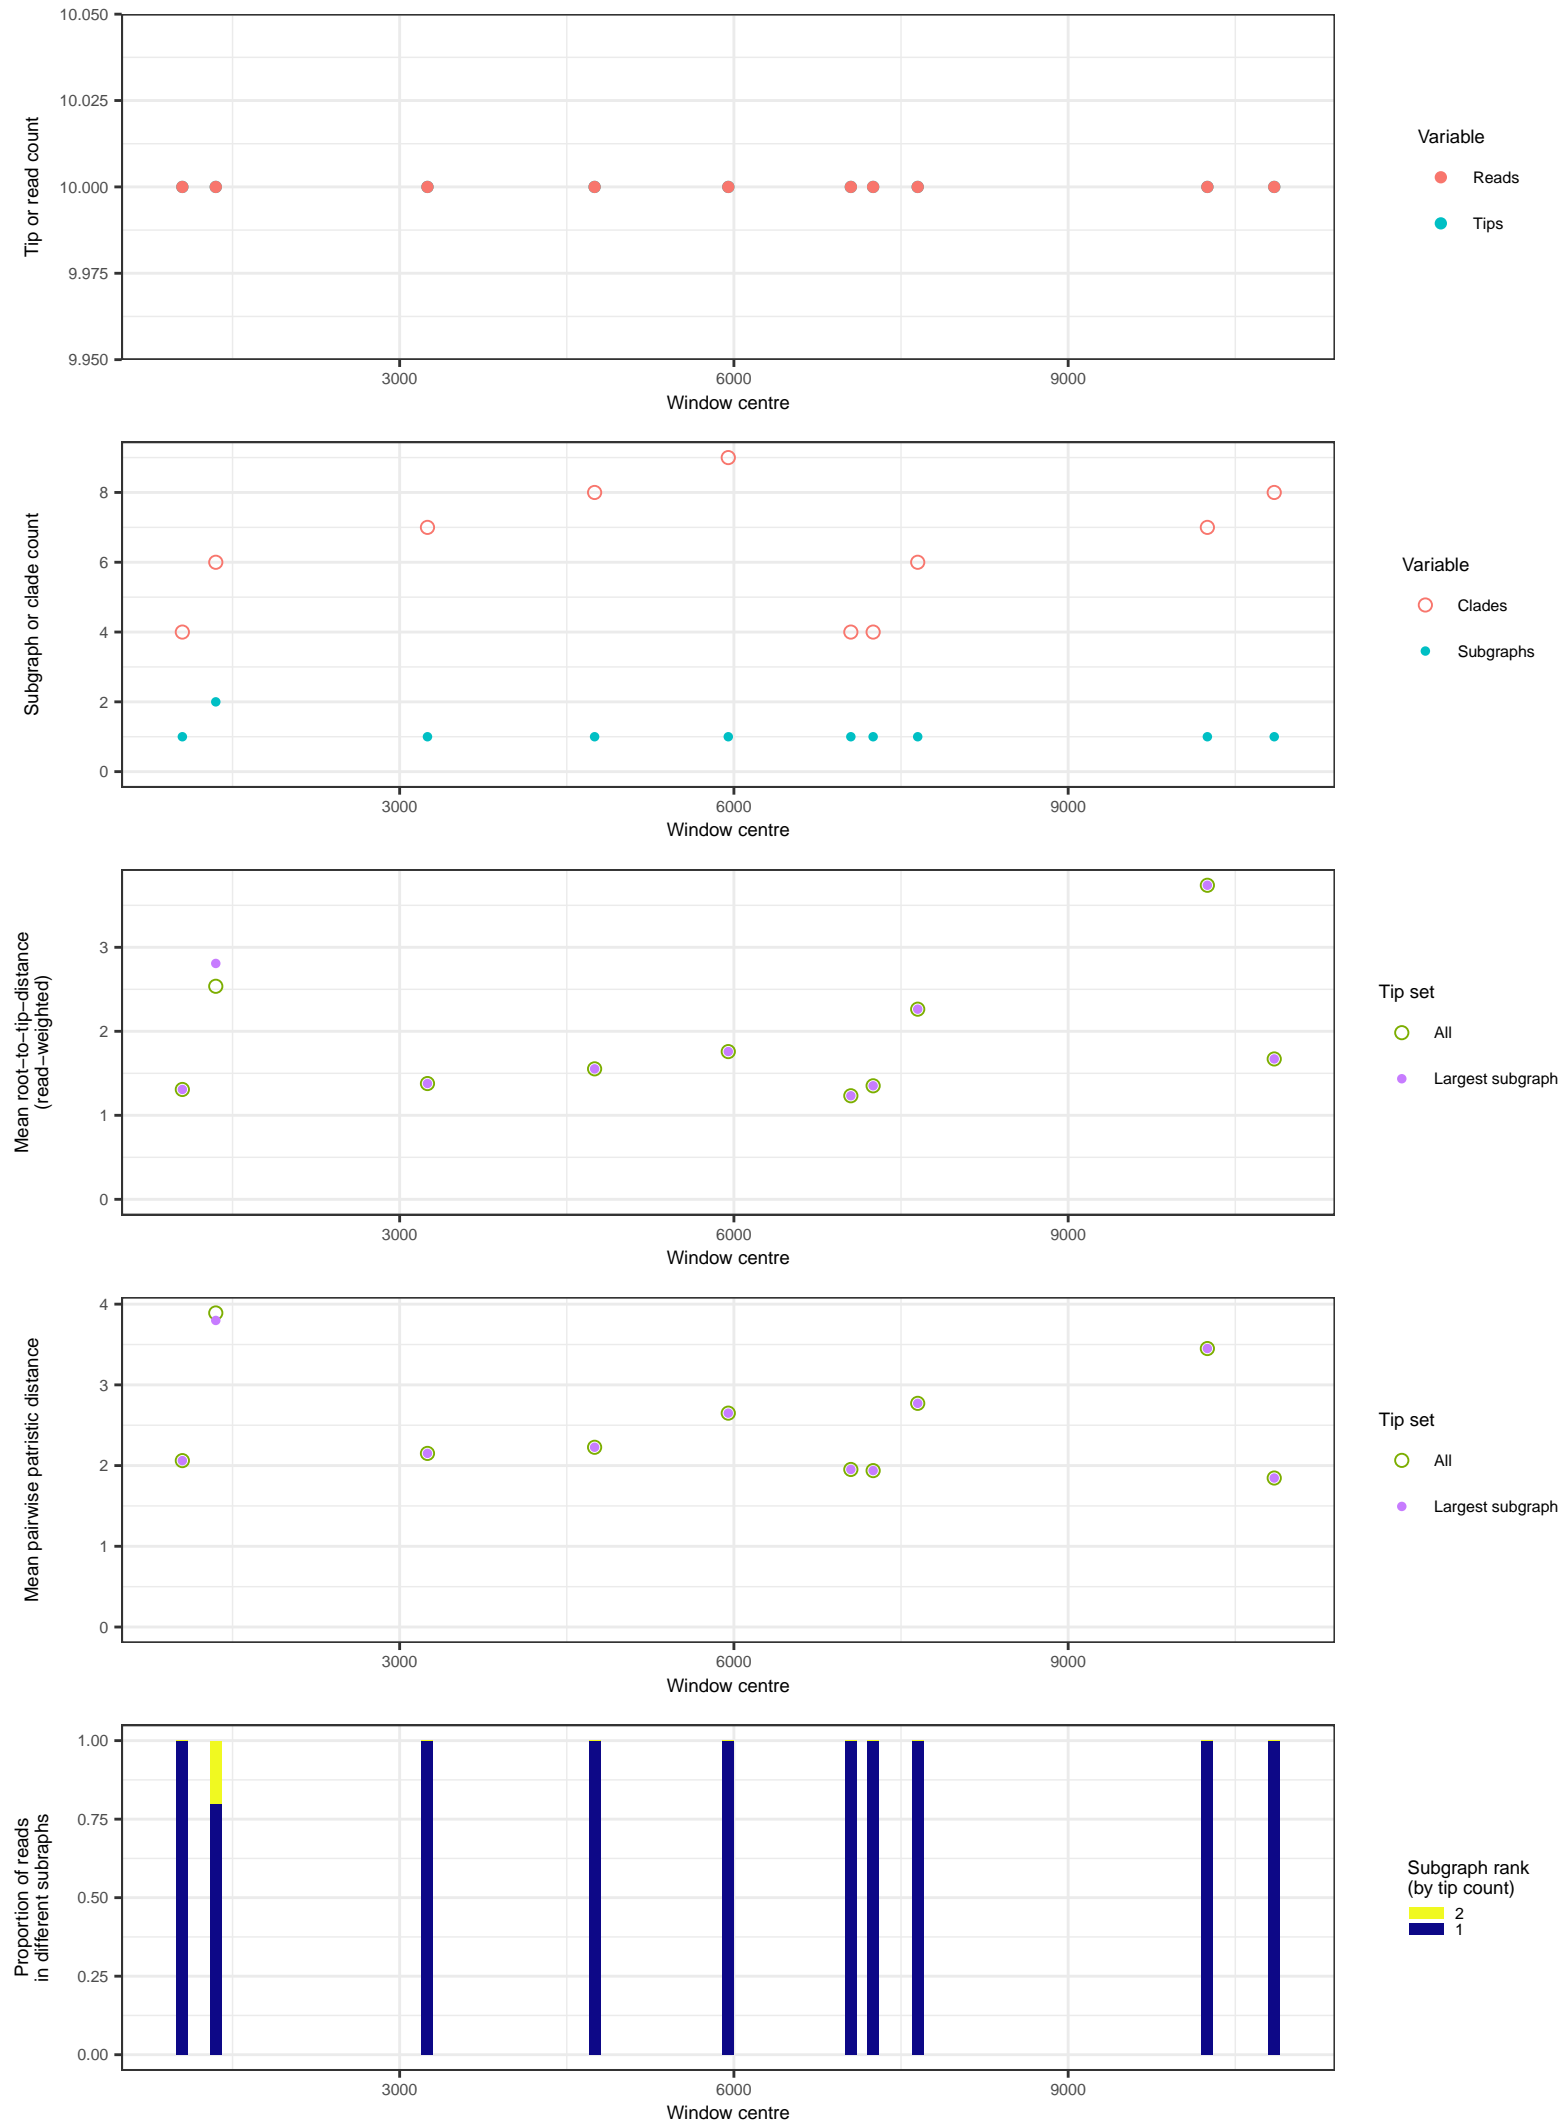 10.050
10.025
10.000
9.975
9.950
Tip or read count
3000 6000 9000
Window centre
Variable
Reads
Tips
8
6
4
2
0
Subgraph or clade count
3000 6000 9000
Window centre
Variable
Clades
Subgraphs
3
2
1
0
Mean root−to−tip−distance
(read−weighted)
3000 6000 9000
Window centre
Tip set
All
Largest subgraph
4
3
2
1
0
Mean pairwise patristic distance
3000 6000 9000
Window centre
Tip set
All
Largest subgraph
1.00
0.75
0.50
0.25
0.00
Proportion of reads
in different subraphs
3000 6000 9000
Window centre
Subgraph rank
(by tip count)
2
1